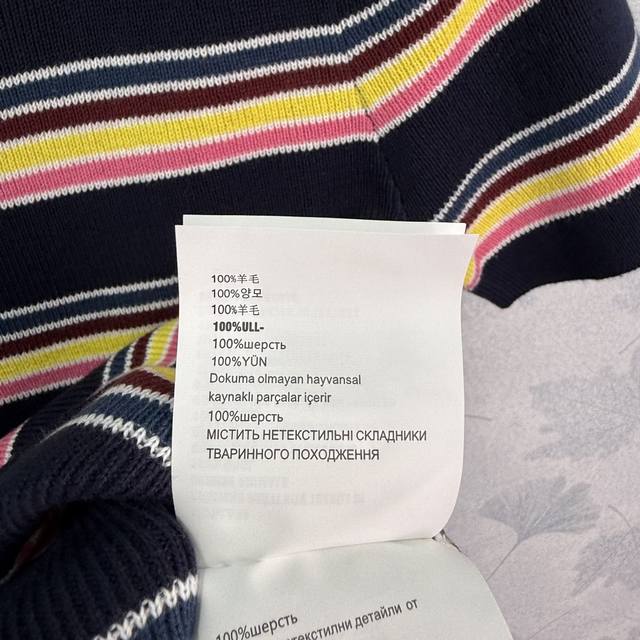 100%羊毛
100%양모
100%羊毛
100%ULL-
100%шерсть
100%YÜN
Dokuma olmayan hayvansal
kaynaklı parçalar içerir
100%шерсть
МІСТИТЬ НЕТЕКСТИЛЬНІ СКЛАДНИКИ
ТВАРИННОГО ПОХОДЖЕННЯ
100%шерсть
детайли от